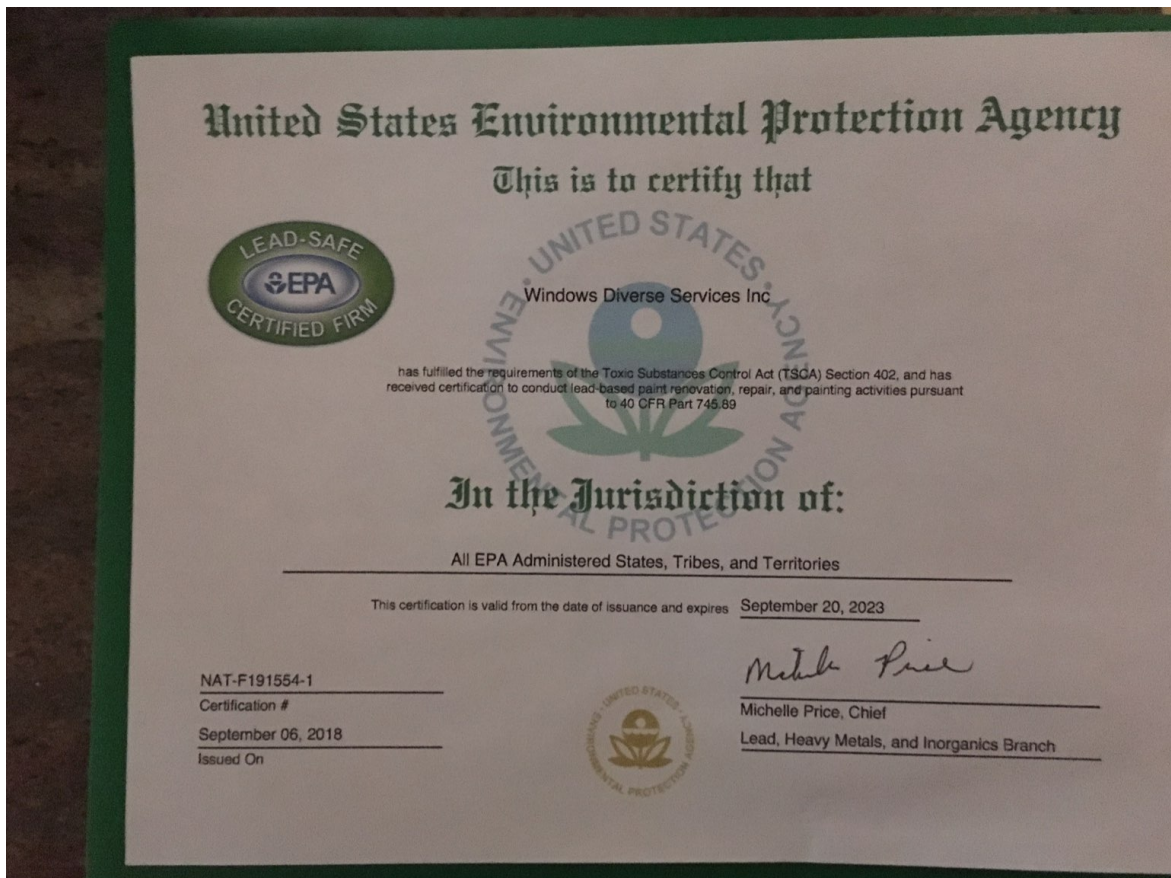 United States Environmental Protection Agency
This is to certify that
LEAD-SAFE
EPA
CERTIFIED FIRM
UNITED STATES
ENVIRONMENTAL PROTECTION AGENCY
Windows Diverse Services Inc
has fulfilled the requirements of the Toxic Substances Control Act (TSCA) Section 402, and has
received certification to conduct lead-based paint renovation, repair, and painting activities pursuant
to 40 CFR Part 745.89
In the Jurisdiction of:
All EPA Administered States, Tribes, and Territories
This certification is valid from the date of issuance and expires September 20, 2023
NAT-F191554-1
Certification #
September 06, 2018
Issued On
UNITED STATES
ENVIRONMENTAL PROTECTION AGENCY
Michelle Price
Michelle Price, Chief
Lead, Heavy Metals, and Inorganics Branch